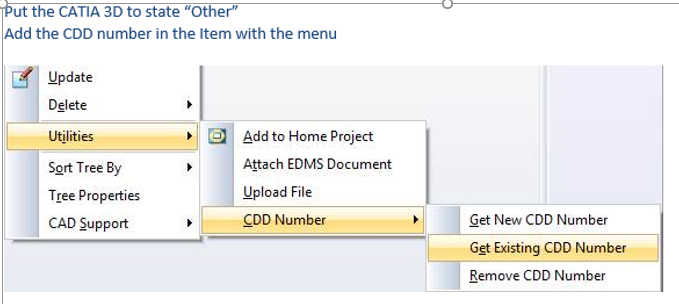 Put the CATIA 3D to state “Other”
Add the CDD number in the Item with the menu
Update
Delete
Utilities
Add to Home Project
Attach EDMS Document
Sort Tree By
Upload File
Tree Properties
CAD Support
CDD Number
Get New CDD Number
Get Existing CDD Number
Remove CDD Number